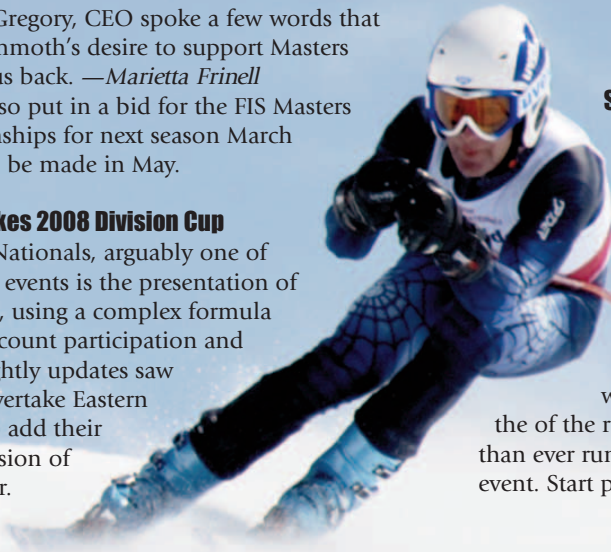 Gregory, CEO spoke a few words that
mmoth's desire to support Masters
us back. —Marietta Frinell
so put in a bid for the FIS Masters
nships for next season March
be made in May.
kes 2008 Division Cup
Nationals, arguably one of
events is the presentation of
, using a complex formula
count participation and
ghtly updates saw
vertake Eastern
add their
sion of
r.
S
w
the of the r
than ever run
event. Start p